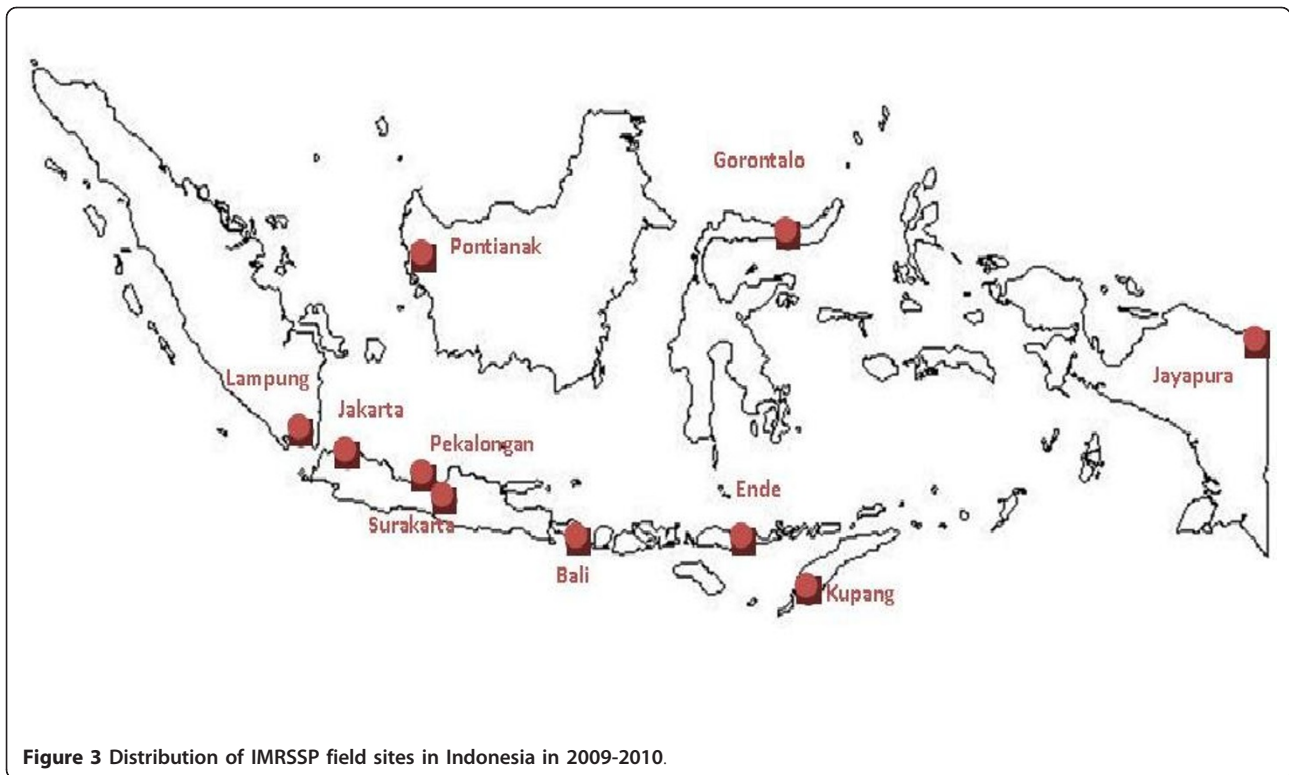 Gorontalo
Pontianak
Lampung
Jakarta
Jayapura
Pekalongan
Ende
Surakarta
Bali
Kupang
Figure 3 Distribution of IMRSSP field sites in Indonesia in 2009-2010.